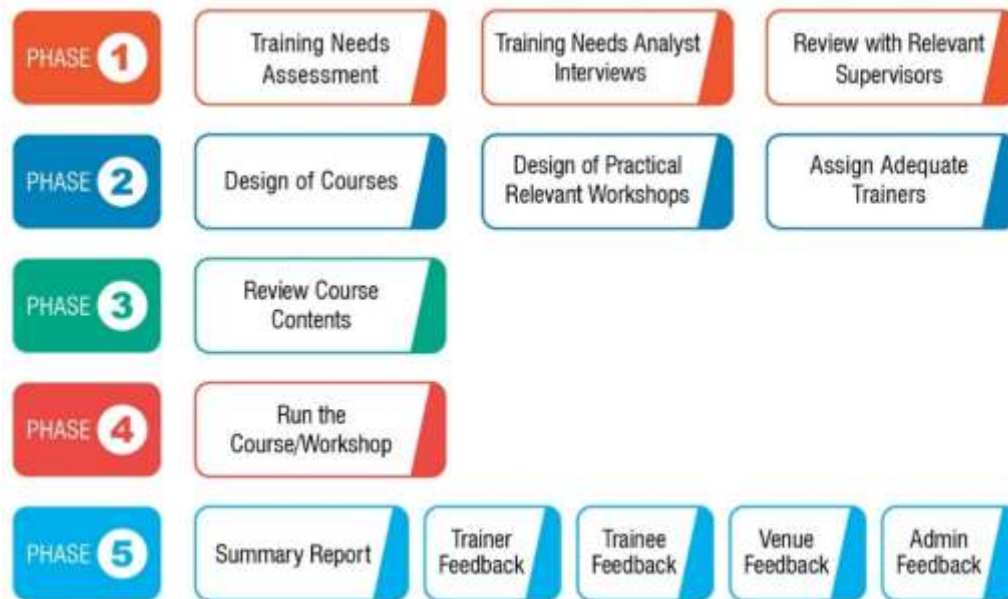 PHASE 1
Training Needs
Assessment
Training Needs Analyst
Interviews
Review with Relevant
Supervisors
PHASE 2
Design of Courses
Design of Practical
Relevant Workshops
Assign Adequate
Trainers
PHASE 3
Review Course
Contents
PHASE 4
Run the
Course/Workshop
PHASE 5
Summary Report
Trainer
Feedback
Trainee
Feedback
Venue
Feedback
Admin
Feedback